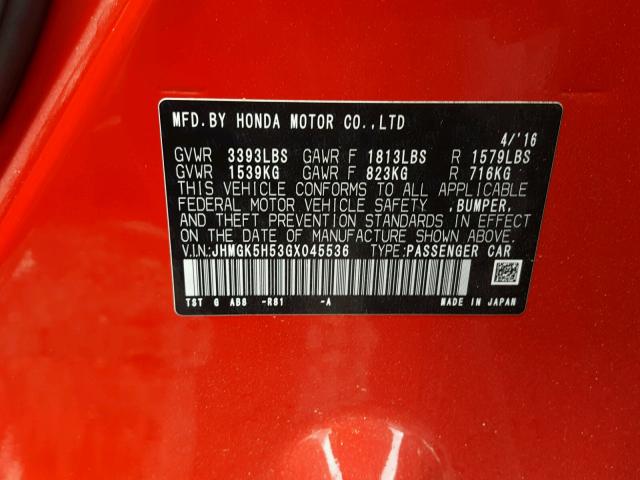 MFD.BY HONDA MOTOR CO.,LTD
4/'16
GVWR 3393LBS GAWR F 1813LBS R 1579LBS
GVWR 1539KG GAWR F 823KG R 716KG
THIS VEHICLE CONFORMS TO ALL APPLICABLE
FEDERAL MOTOR VEHICLE SAFETY ,BUMPER,
AND THEFT PREVENTION STANDARDS IN EFFECT
ON THE DATE OF MANUFACTURE SHOWN ABOVE.
V.I.N.:JHMGK5H53GX045536 TYPE:PASSENGER CAR
TST G AB8 -R81 -A MADE IN JAPAN